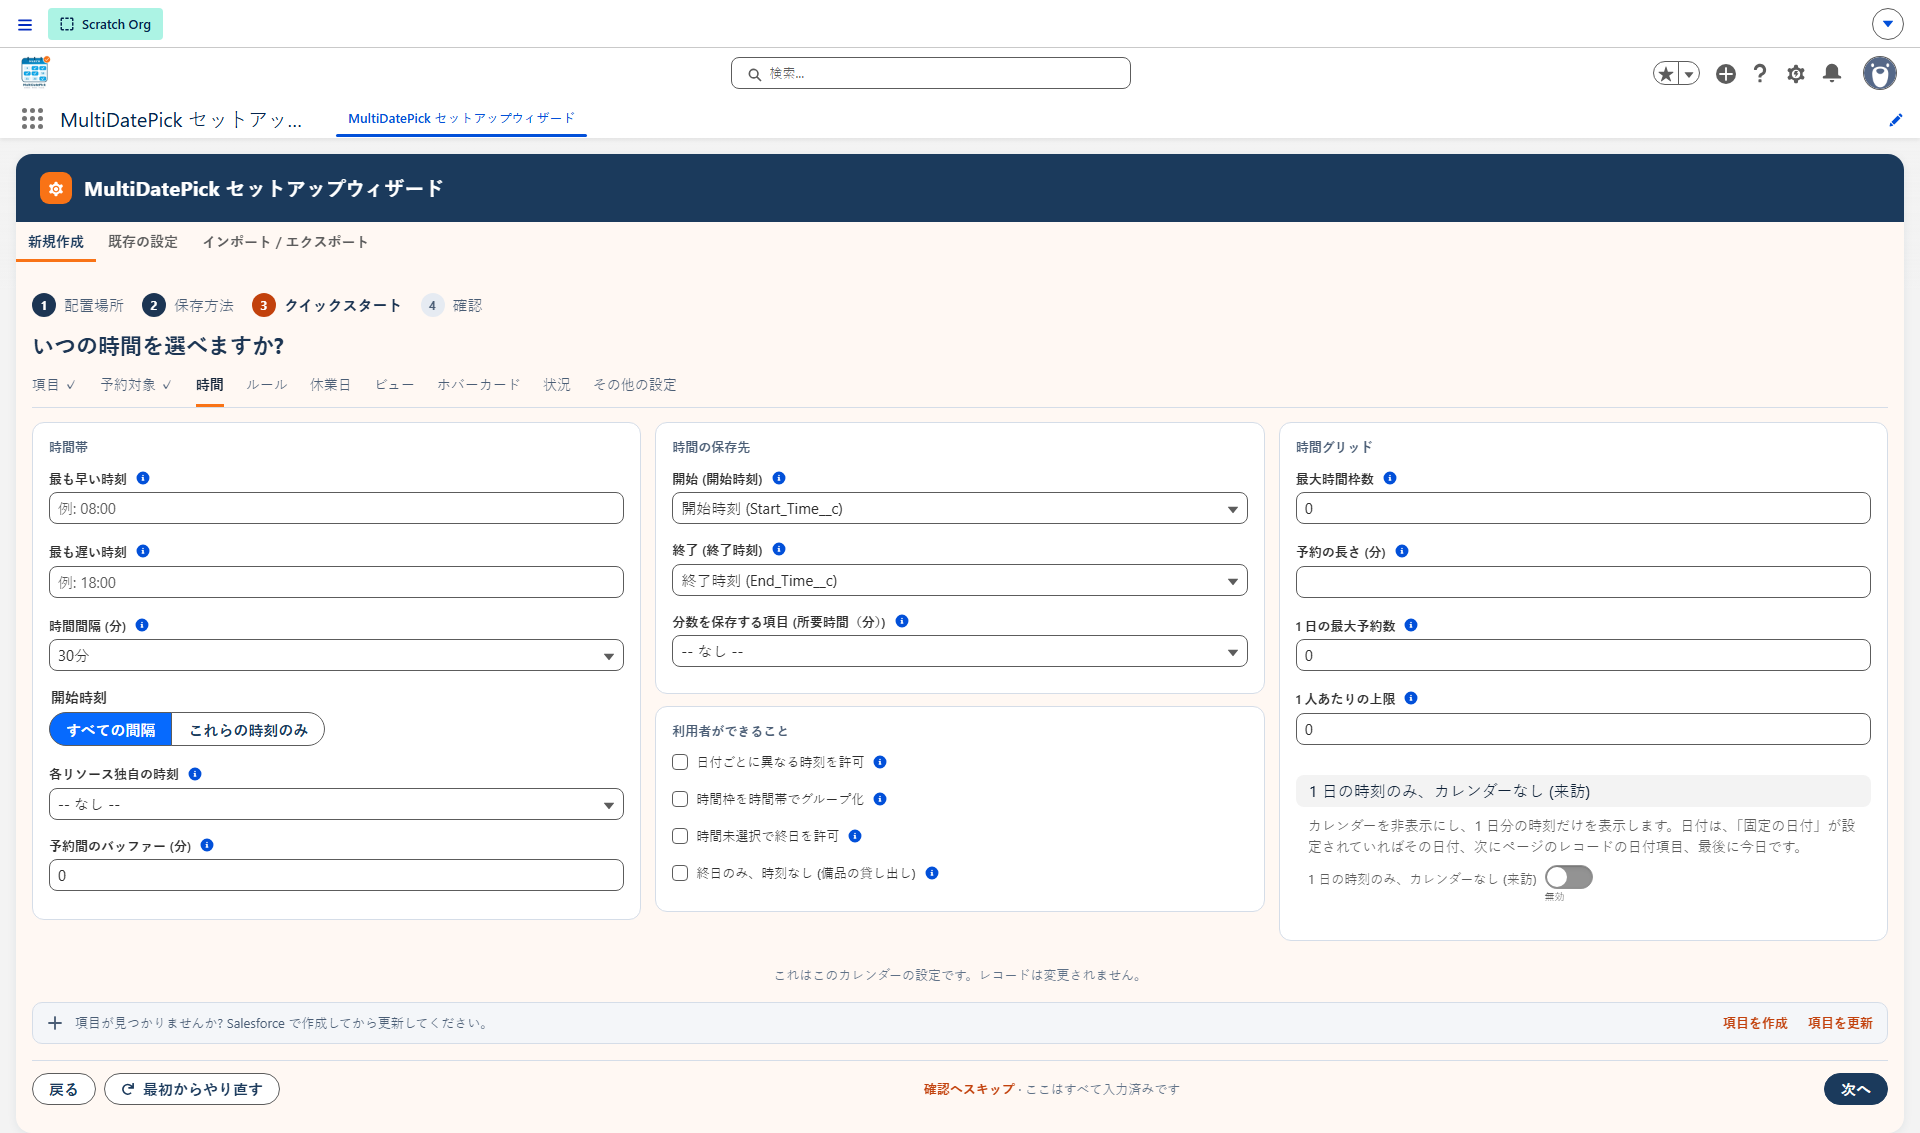 Scratch Org
検索...
MultiDatePick セットアッ...
MultiDatePick セットアップウィザード
MultiDatePick セットアップウィザード
新規作成
既存の設定
インポート / エクスポート
1 配置場所
2 保存方法
3 クイックスタート
4 確認
いつの時間を選べますか?
項目 ✓
予約対象 ✓
時間
ルール
休業日
ビュー
ホバーカード
状況
その他の設定
時間帯
最も早い時刻
例: 08:00
最も遅い時刻
例: 18:00
時間間隔 (分)
30分
開始時刻
すべての間隔
これらの時刻のみ
各リソース独自の時刻
-- なし --
予約間のバッファー (分)
0
時間の保存先
開始 (開始時刻)
開始時刻 (Start_Time__c)
終了 (終了時刻)
終了時刻 (End_Time__c)
分数を保存する項目 (所要時間（分）)
-- なし --
利用者ができること
日付ごとに異なる時刻を許可
時間枠を時間帯でグループ化
時間未選択で終日を許可
終日のみ、時刻なし (備品の貸し出し)
時間グリッド
最大時間枠数
0
予約の長さ (分)
1 日の最大予約数
0
1 人あたりの上限
0
1 日の時刻のみ、カレンダーなし (来訪)
カレンダーを非表示にし、1 日分の時刻だけを表示します。日付は、「固定の日付」が設
定されていればその日付、次にページのレコードの日付項目、最後に今日です。
1 日の時刻のみ、カレンダーなし (来訪)
無効
これはこのカレンダーの設定です。レコードは変更されません。
項目が見つかりませんか? Salesforce で作成してから更新してください。
項目を作成
項目を更新
戻る
最初からやり直す
確認へスキップ · ここはすべて入力済みです
次へ